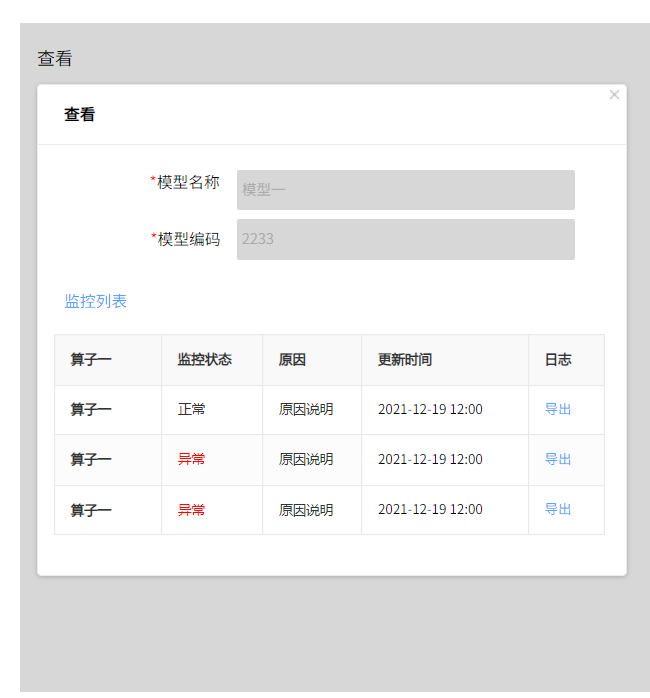 查看
查看
*模型名称 模型一
*模型编码 2233
监控列表
算子一 监控状态 原因 更新时间 日志
算子一 正常 原因说明 2021-12-19 12:00 导出
算子一 异常 原因说明 2021-12-19 12:00 导出
算子一 异常 原因说明 2021-12-19 12:00 导出